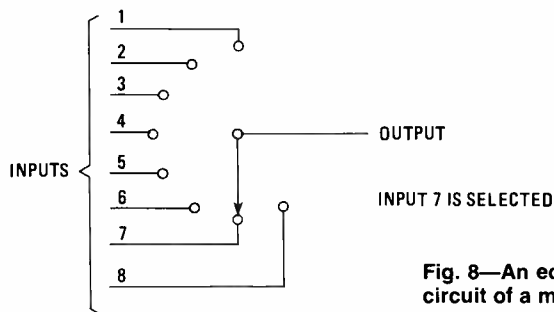 1
2
3
4
OUTPUT
INPUTS
5
6
INPUT 7 IS SELECTED
7
8
Fig. 8—An
circuit of a